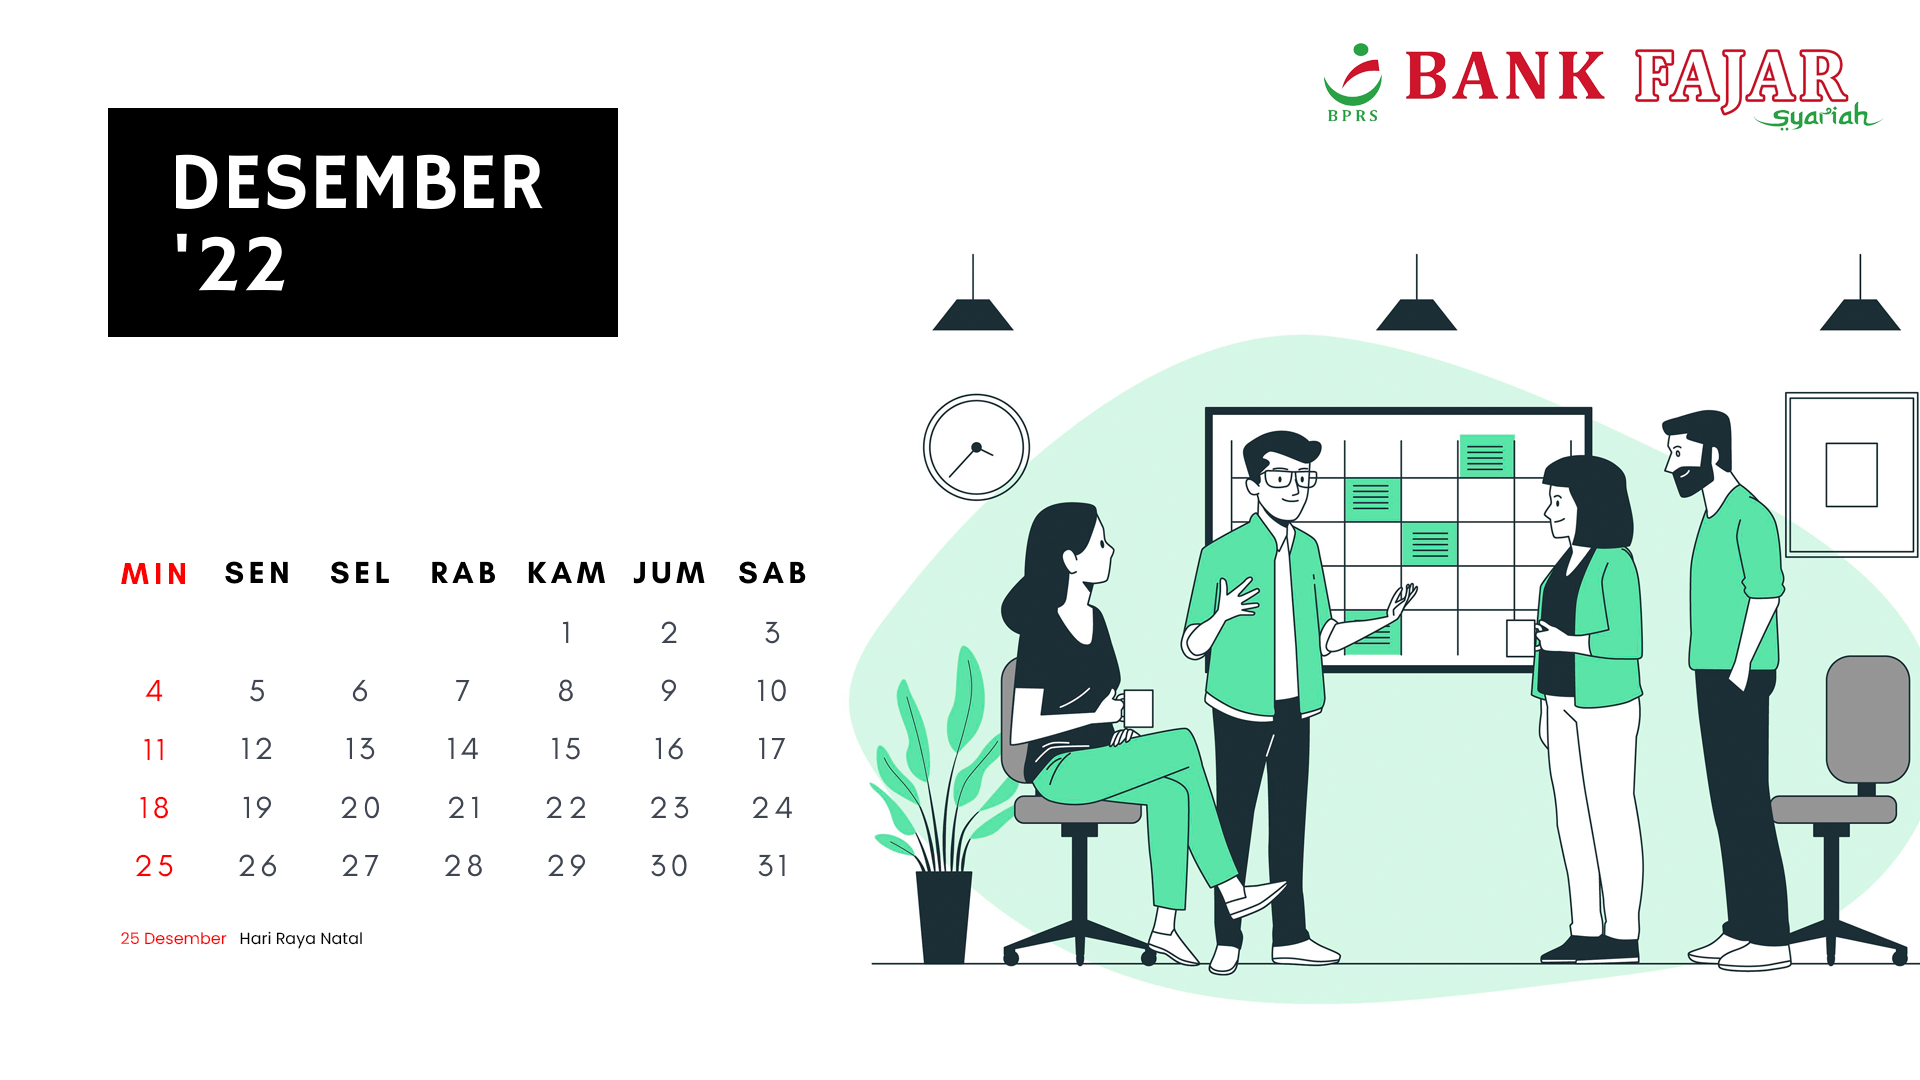 BPRS
BANK FAJAR
syariah
DESEMBER
'22
MIN SEN SEL RAB KAM JUM SAB
1 2 3
4 5 6 7 8 9 10
11 12 13 14 15 16 17
18 19 20 21 22 23 24
25 26 27 28 29 30 31
25 Desember Hari Raya Natal